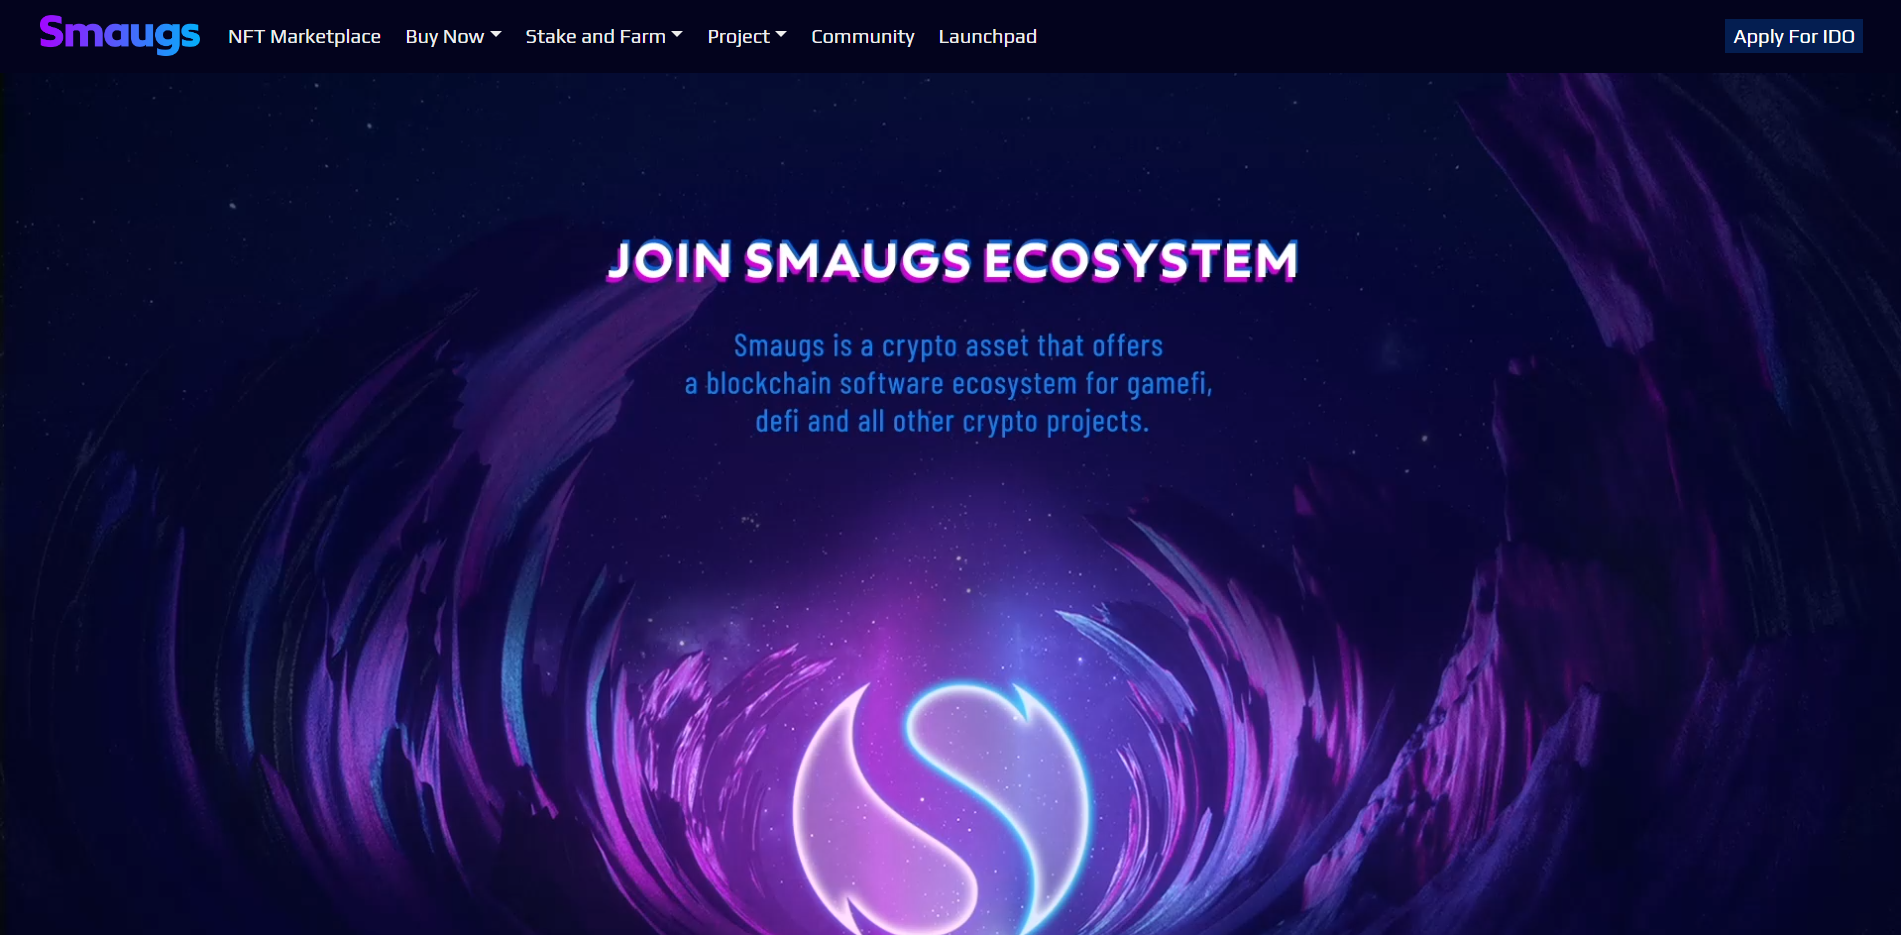 Smaugs NFT Marketplace Buy Now Stake and Farm Project Community Launchpad Apply For IDO
JOIN SMAUGS ECOSYSTEM
Smaugs is a crypto asset that offers
a blockchain software ecosystem for gamefi,
defi and all other crypto projects.